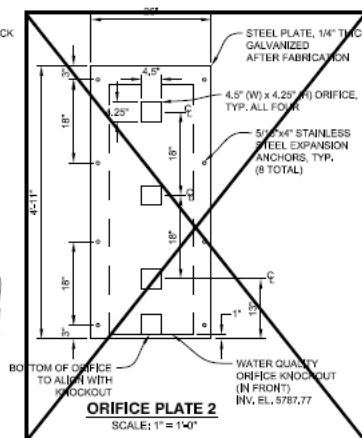 CK
STEEL PLATE, 1/4" THIC
GALVANIZED
AFTER FABRICATION
3"
4.5"
4.25" (H) ORIFICE,
4.5" (W) x
TYP. ALL FOUR
.25"
18"
5/16"x4" STAINLESS
STEEL EXPANSION
ANCHORS, TYP.
(8 TOTAL)
18"
4'-11"
18"
18"
1"
13"
3"
BOTTOM OF ORIFICE
TO ALIGN WITH
KNOCKOUT
WATER QUALITY
ORIFICE KNOCKOUT
(IN FRONT)
INV. EL. 5787.77
ORIFICE PLATE 2
SCALE: 1" = 1'-0"